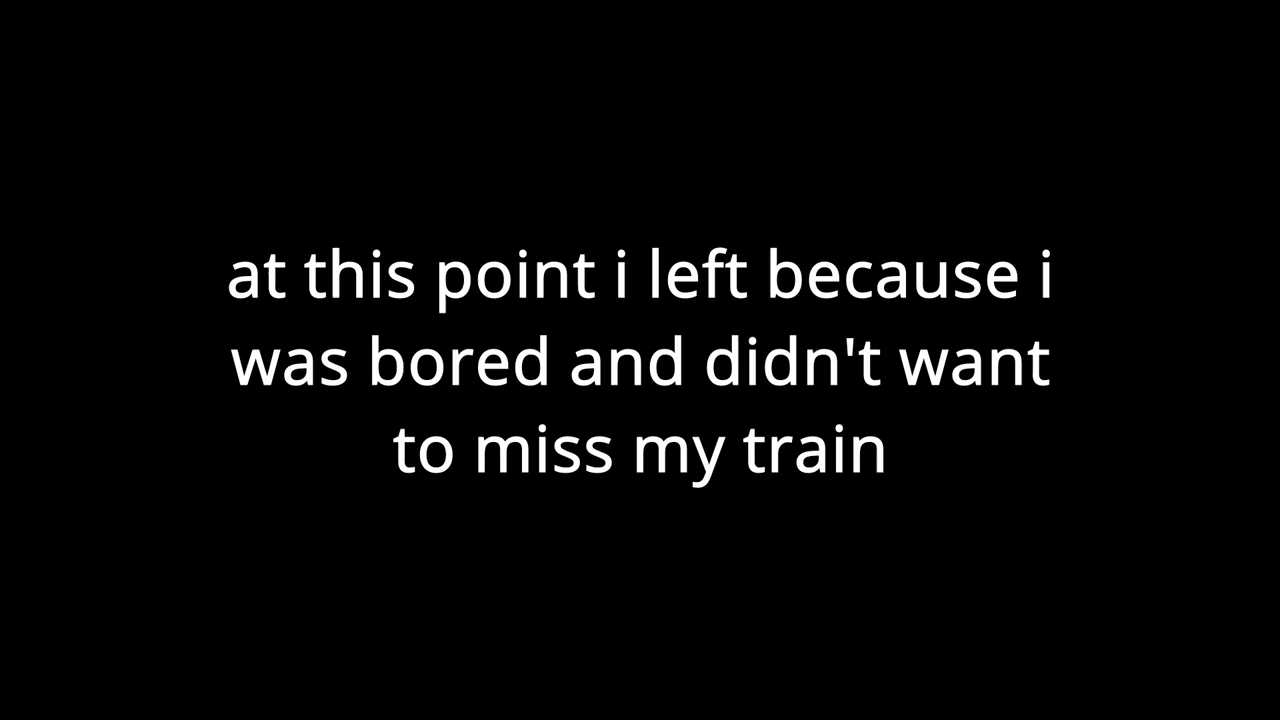 at this point i left because i
was bored and didn't want
to miss my train